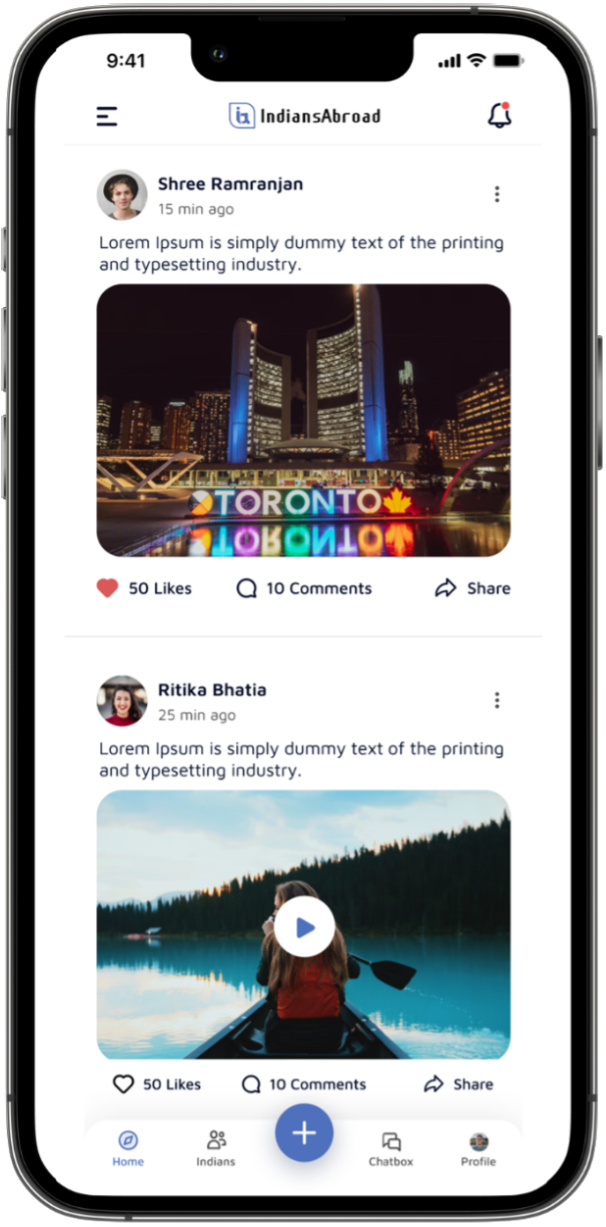 9:41
IndiansAbroad
Shree Ramranjan
15 min ago
Lorem Ipsum is simply dummy text of the printing
and typesetting industry.
TORONTO
50 Likes 10 Comments Share
Ritika Bhatia
25 min ago
Lorem Ipsum is simply dummy text of the printing
and typesetting industry.
50 Likes 10 Comments Share
Home Indians Chatbox Profile